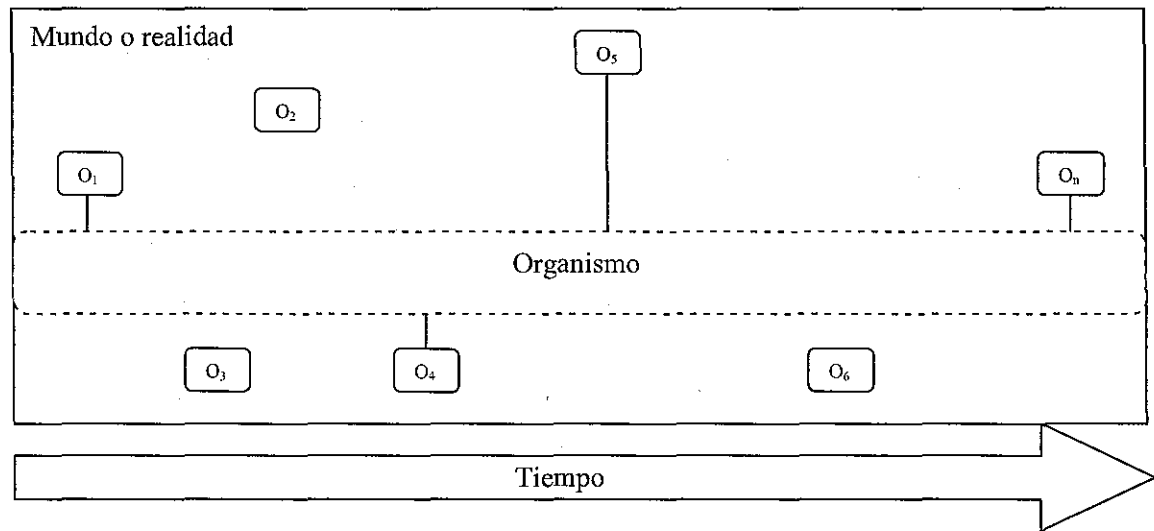 Mundo o realidad
O₅
O₂
O₁
Oₙ
Organismo
O₃
O₄
O₆
Tiempo